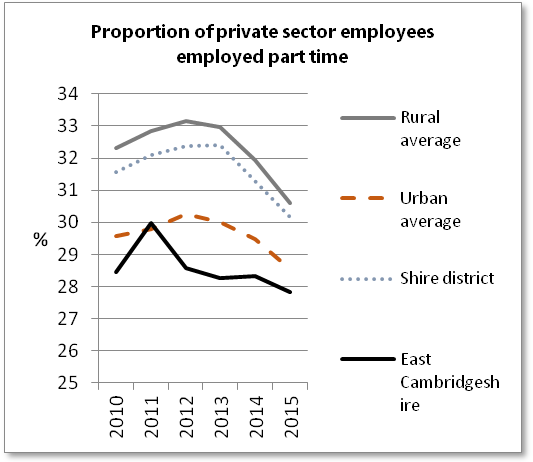 Proportion of private sector employees
employed part time
34
33
32
31
30
29
28
27
26
25
%
2010
2011
2012
2013
2014
2015
Rural
average
Urban
average
Shire district
East
Cambridgesh
ire